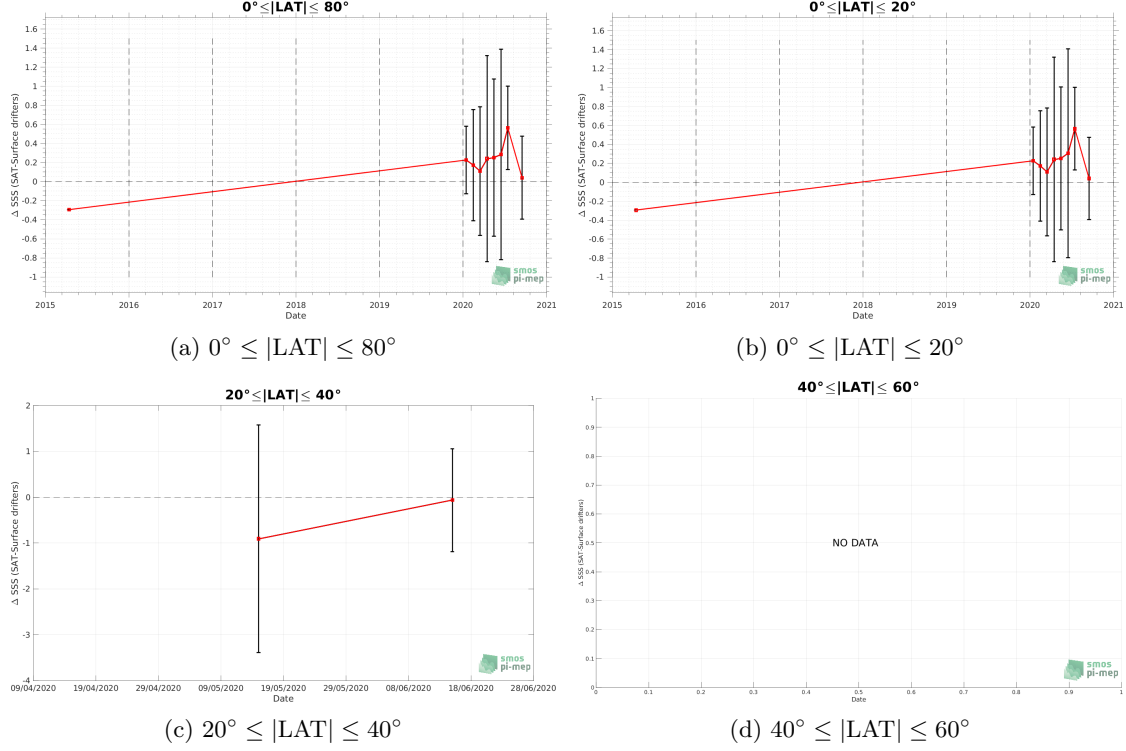 0°≤|LAT|≤ 80°
1.6
1.4
1.2
1
0.8
0.6
0.4
0.2
0
-0.2
-0.4
-0.6
-0.8
-1
Δ SSS (SAT-Surface drifters)
2015 2016 2017 2018 2019 2020 2021
Date
smos
pi-mep
(a) 0° ≤ |LAT| ≤ 80°
0°≤|LAT|≤ 20°
1.6
1.4
1.2
1
0.8
0.6
0.4
0.2
0
-0.2
-0.4
-0.6
-0.8
-1
Δ SSS (SAT-Surface drifters)
2015 2016 2017 2018 2019 2020 2021
Date
smos
pi-mep
(b) 0° ≤ |LAT| ≤ 20°
20°≤|LAT|≤ 40°
2
1
0
-1
-2
-3
-4
Δ SSS (SAT-Surface drifters)
09/04/2020 19/04/2020 29/04/2020 09/05/2020 19/05/2020 29/05/2020 08/06/2020 18/06/2020 28/06/2020
Date
smos
pi-mep
(c) 20° ≤ |LAT| ≤ 40°
40°≤|LAT|≤ 60°
1
0.9
0.8
0.7
0.6
0.5
0.4
0.3
0.2
0.1
0
Δ SSS (SAT-Surface drifters)
NO DATA
0 0.1 0.2 0.3 0.4 0.5 0.6 0.7 0.8 0.9 1
Date
smos
pi-mep
(d) 40° ≤ |LAT| ≤ 60°